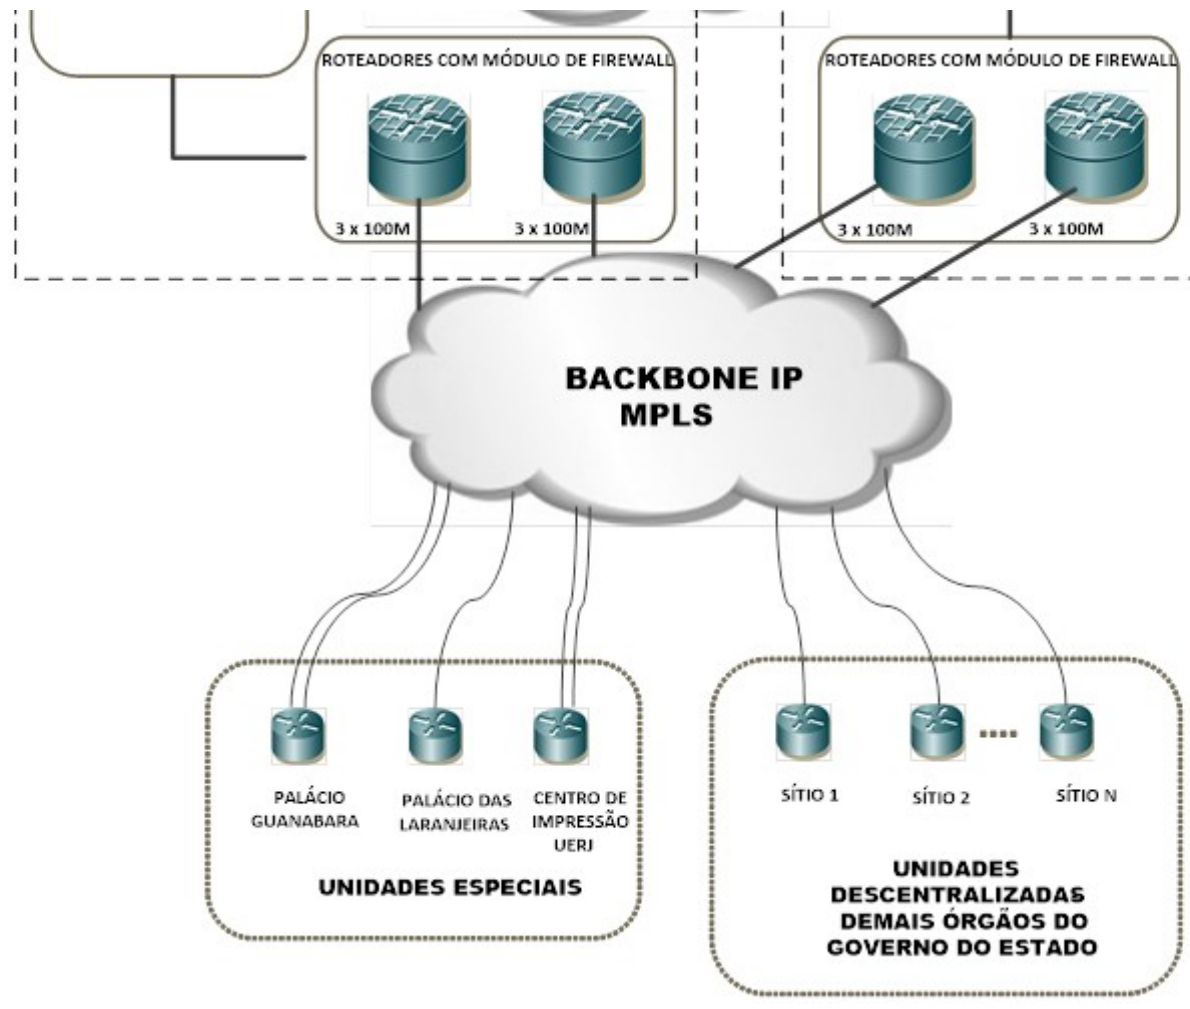 ROTEADORES COM MÓDULO DE FIREWALL
3 x 100M
3 x 100M
ROTEADORES COM MÓDULO DE FIREWALL
3 x 100M
3 x 100M
BACKBONE IP
MPLS
PALÁCIO
GUANABARA
PALÁCIO DAS
LARANJEIRAS
CENTRO DE
IMPRESSÃO
UERJ
UNIDADES ESPECIAIS
SÍTIO 1
SÍTIO 2
SÍTIO N
UNIDADES
DESCENTRALIZADAS
DEMAIS ÓRGÃOS DO
GOVERNO DO ESTADO